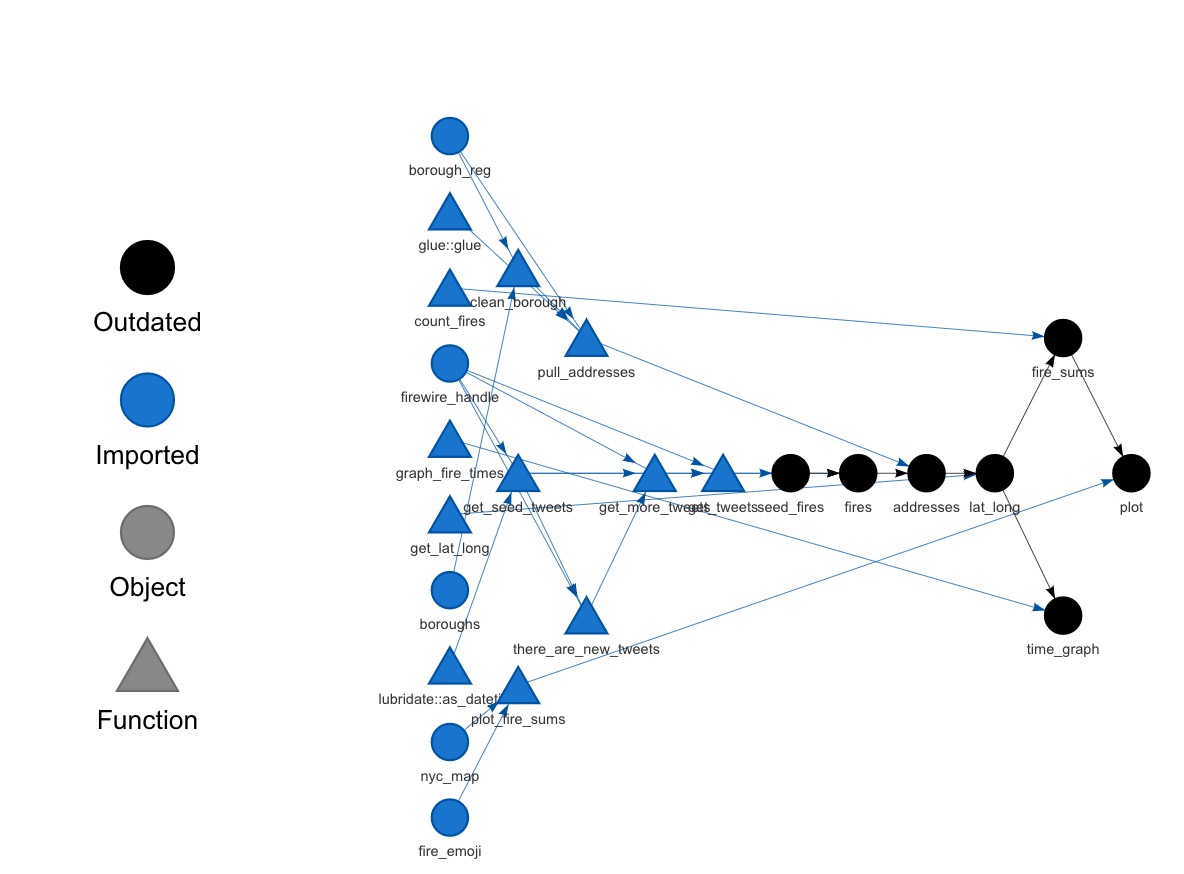 Outdated
Imported
Object
Function
borough_reg
glue::glue
count_fires
clean_borough
pull_addresses
firewire_handle
fire_sums
graph_fire_times
get_seed_tweets
get_more_tweets
get_tweets
seed_fires
fires
addresses
lat_long
plot
get_lat_long
boroughs
there_are_new_tweets
time_graph
lubridate::as_dateti
plot_fire_sums
nyc_map
fire_emoji